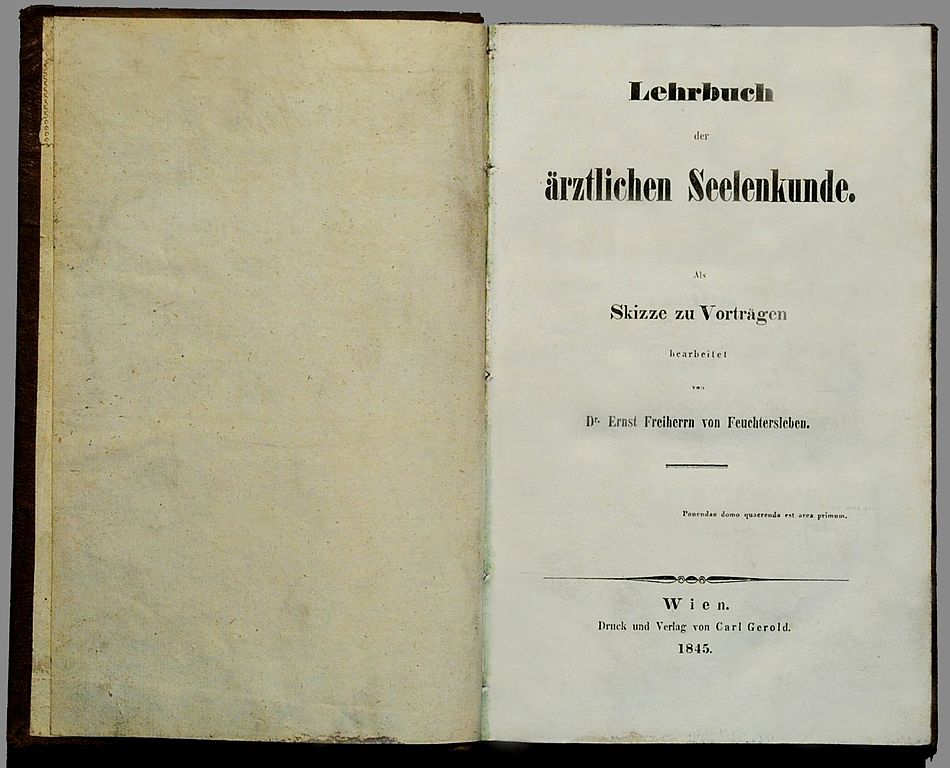 Lehrbuch
der
ärztlichen Seelenkunde.
Als
Skizze zu Vorträgen
bearbeitet
von
Dr. Ernst Freiherrn von Feuchtersleben.
Ponendae domo quaerenda est area primum.
Wien.
Druck und Verlag von Carl Gerold.
1845.